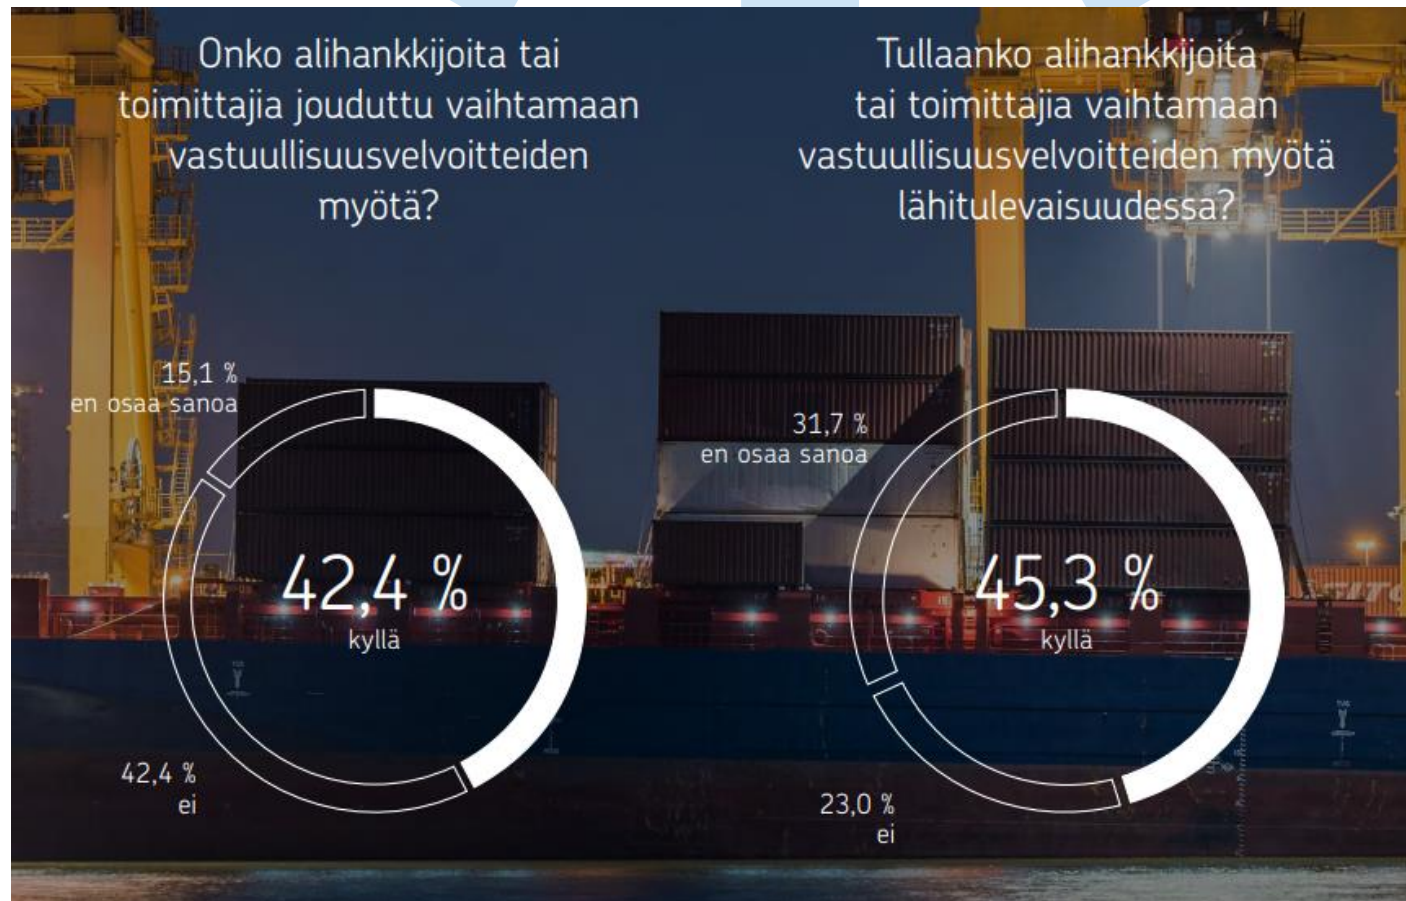 Onko alihankkijoita tai
toimittajia jouduttu vaihtamaan
vastuullisuusvelvoitteiden
myötä?
15,1 %
en osaa sanoa
42,4 %
kyllä
42,4 %
ei
Tullaanko alihankkijoita
tai toimittajia vaihtamaan
vastuullisuusvelvoitteiden myötä
lähitulevaisuudessa?
31,7 %
en osaa sanoa
45,3 %
kyllä
23,0 %
ei